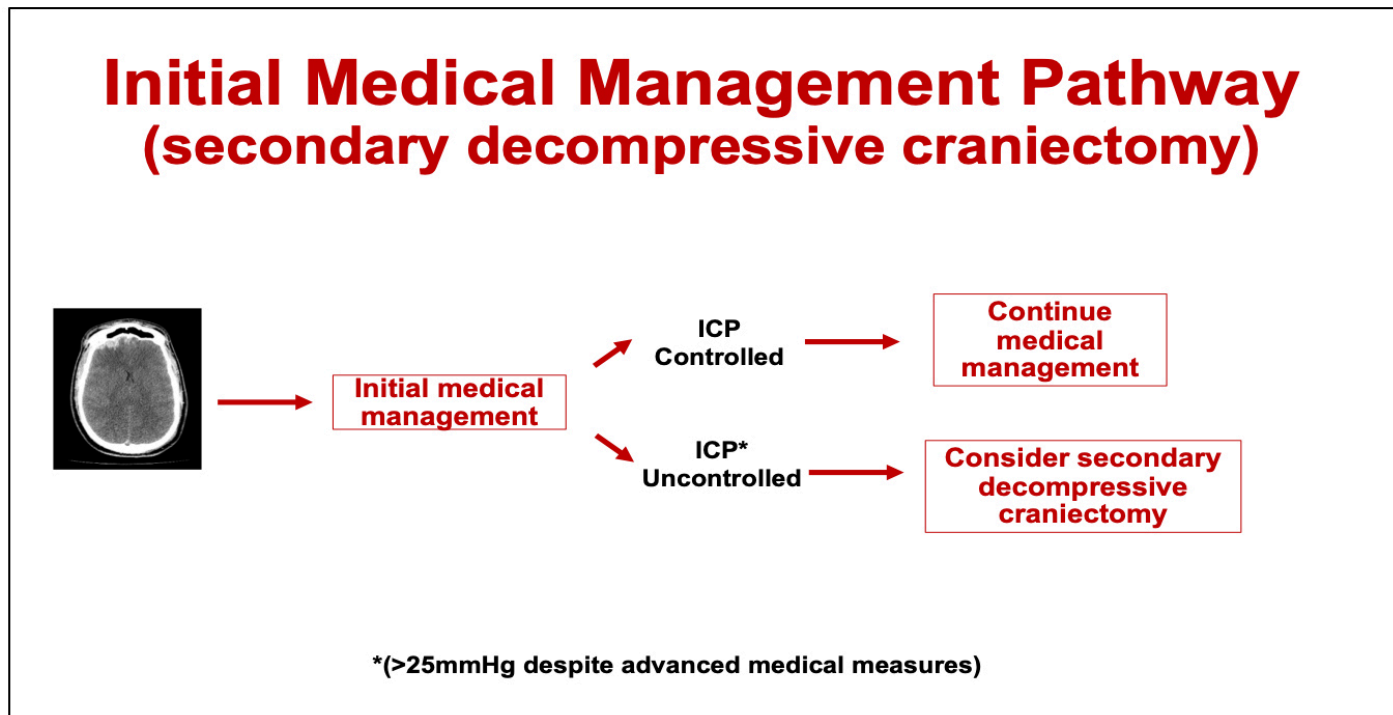 Initial Medical Management Pathway
(secondary decompressive craniectomy)
Initial medical
management
ICP
Controlled
Continue
medical
management
ICP*
Uncontrolled
Consider secondary
decompressive
craniectomy
*(>25mmHg despite advanced medical measures)